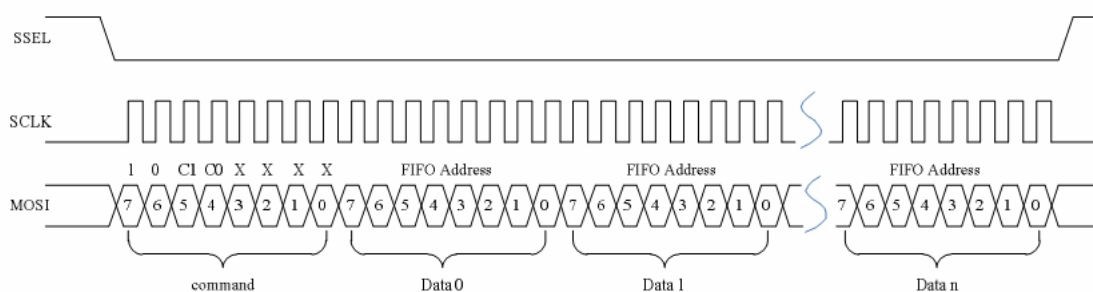 SSEL
SCLK
1 0 C1 C0 X X X X FIFO Address FIFO Address FIFO Address
MOSI 7 6 5 4 3 2 1 0 7 6 5 4 3 2 1 0 7 6 5 4 3 2 1 0 7 6 5 4 3 2 1 0
command Data 0 Data 1 Data n